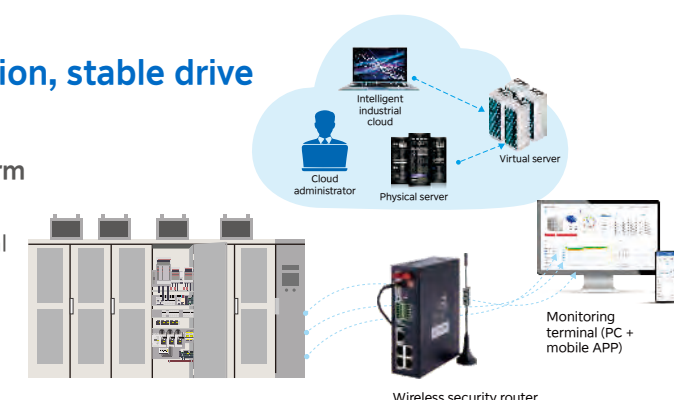 ion, stable drive
rm
l
Intelligent
industrial
cloud
Virtual server
Cloud
administrator
Physical server
Monitoring
terminal (PC +
mobile APP)
Wireless security router